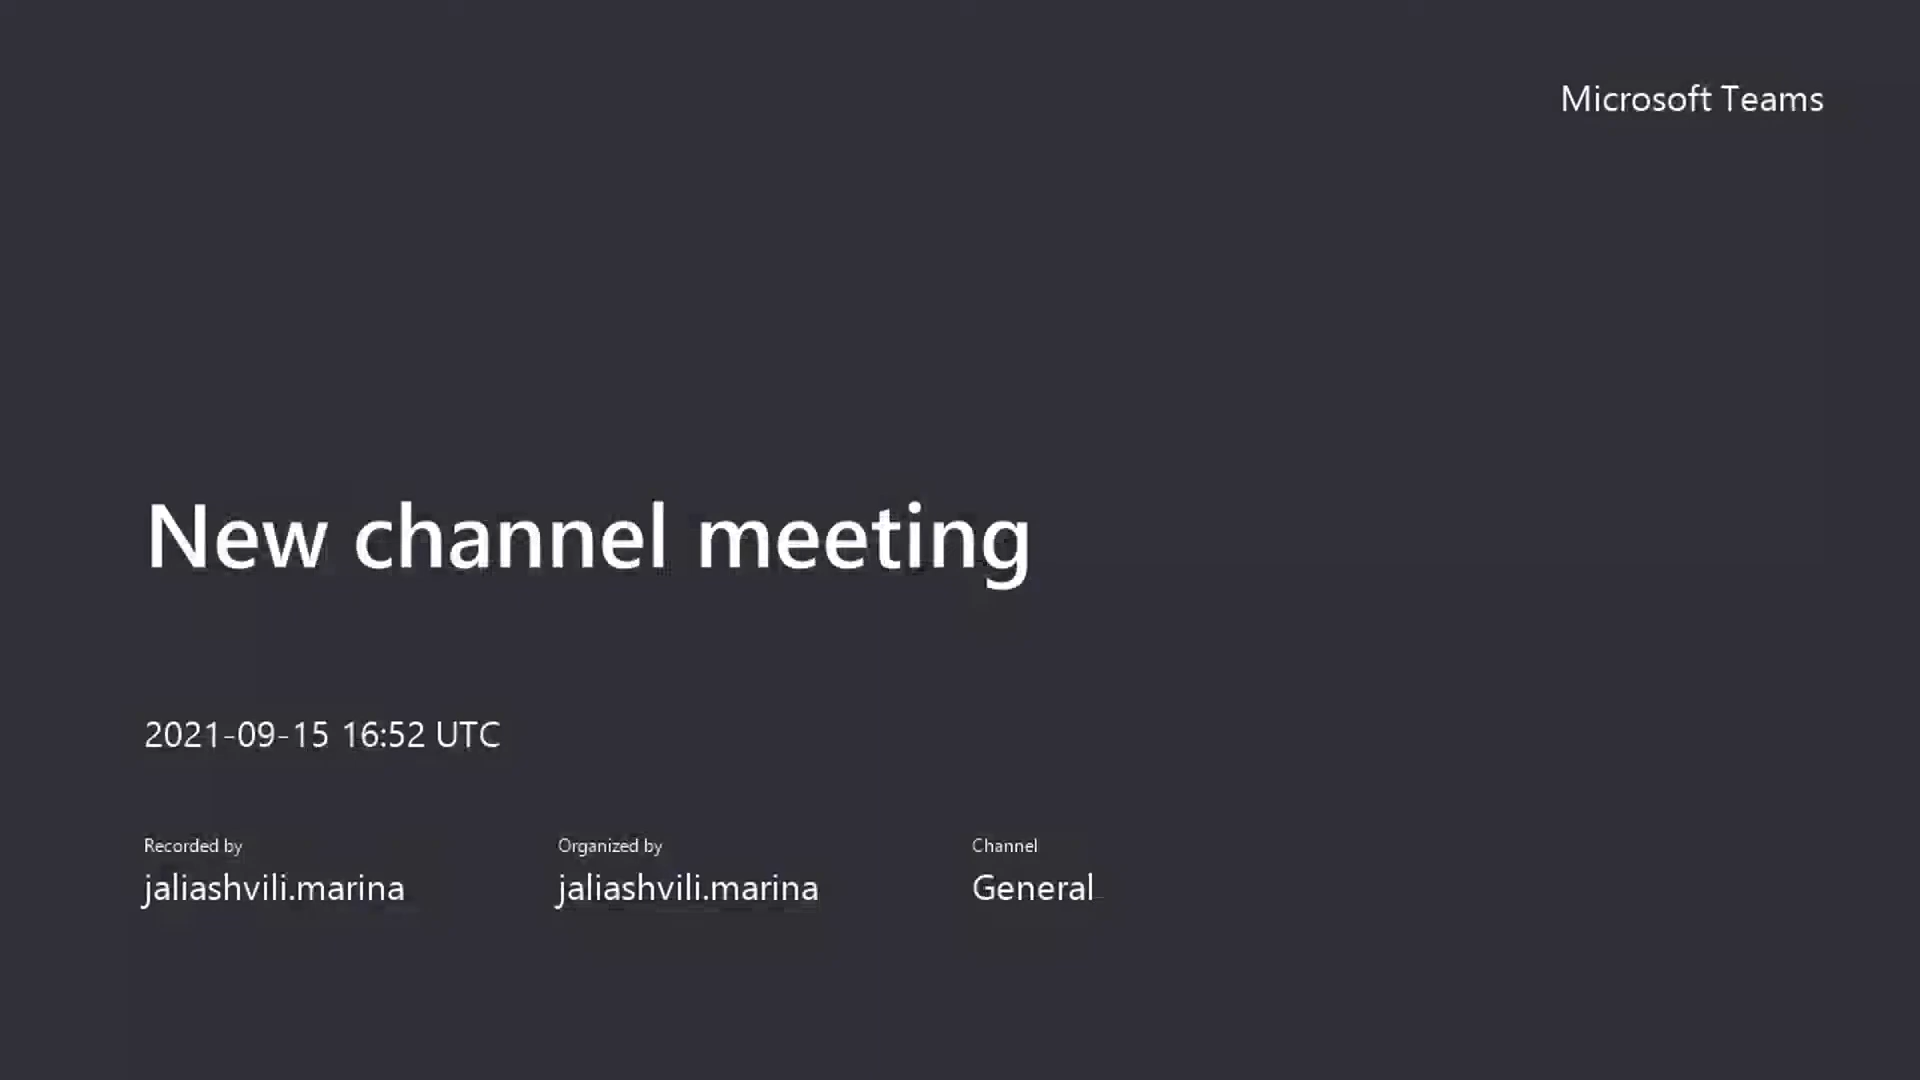 Microsoft Teams
New channel meeting
2021-09-15 16:52 UTC
Recorded by
jaliashvili.marina
Organized by
jaliashvili.marina
Channel
General